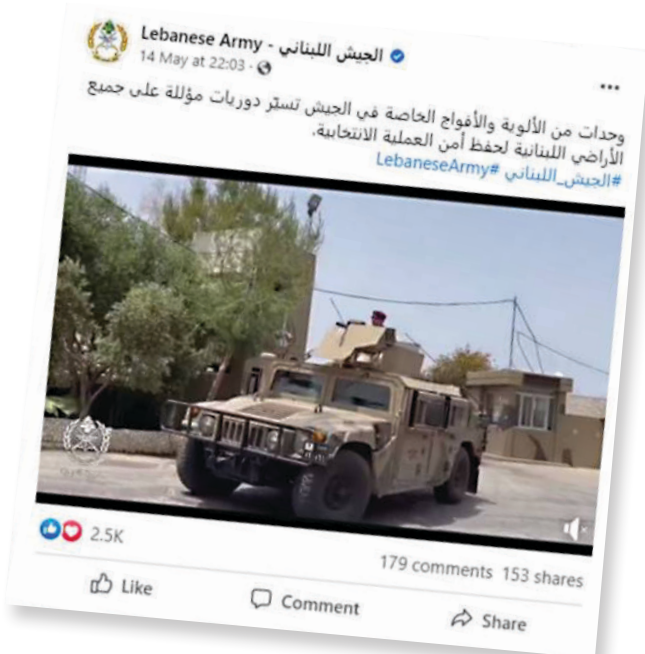 Lebanese Army - الجيش اللبناني
14 May at 22:03 ·
وحدات من الألوية والأفواج الخاصة في الجيش تسيّر دوريات مؤللة على جميع
الأراضي اللبنانية لحفظ أمن العملية الانتخابية.
#الجيش_اللبناني #LebaneseArmy
2.5K
179 comments 153 shares
Like
Comment
Share